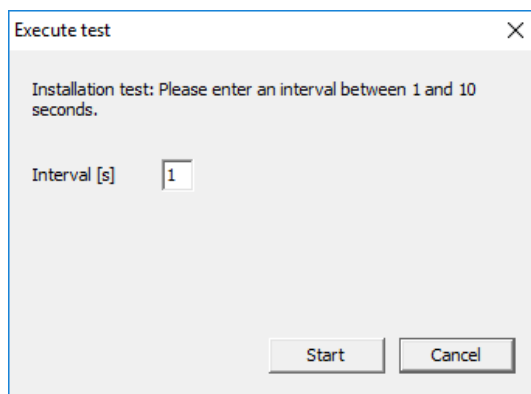 Execute test
Installation test: Please enter an interval between 1 and 10
seconds.
Interval [s] 1
Start Cancel